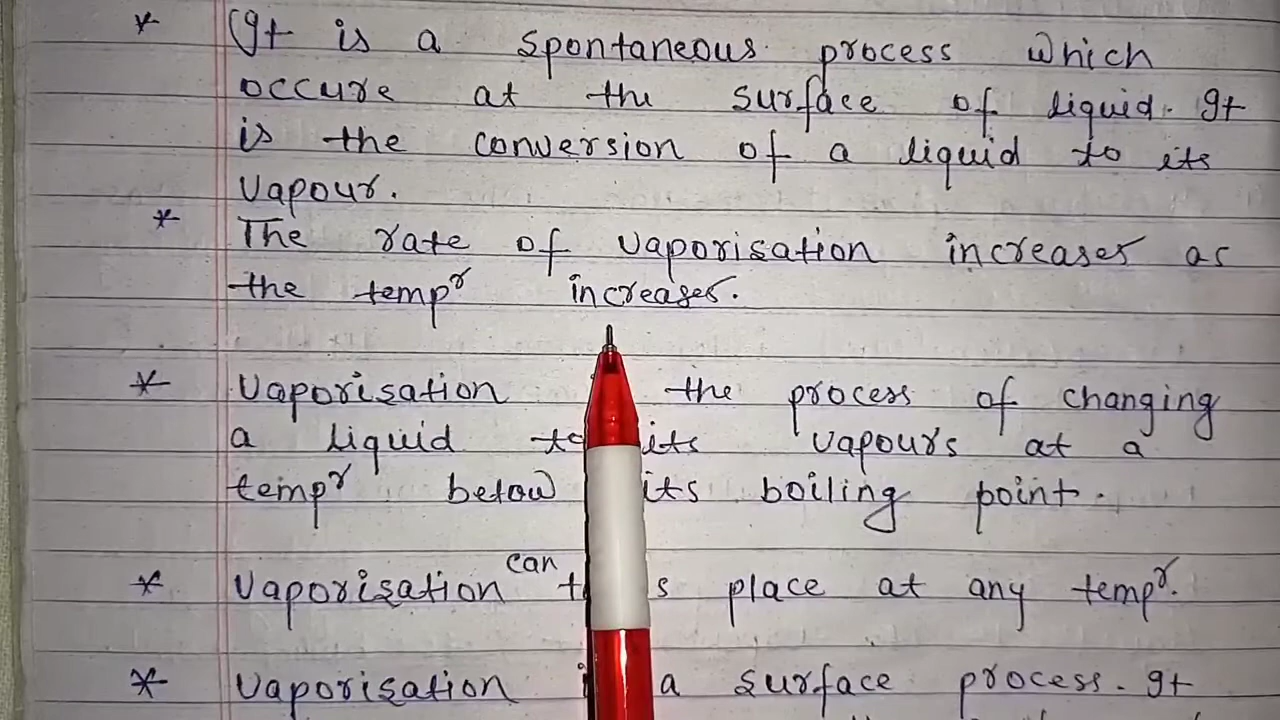 * It is a spontaneous process which
occure at the surface of liquid. It
is the conversion of a liquid to its
vapour.
* The rate of vaporisation increases as
the tempr increases.
* Vaporisation the process of changing
a liquid to its vapours at a
tempr below its boiling point.
can
* Vaporisation place at any tempr.
* Vaporisation a surface process. It